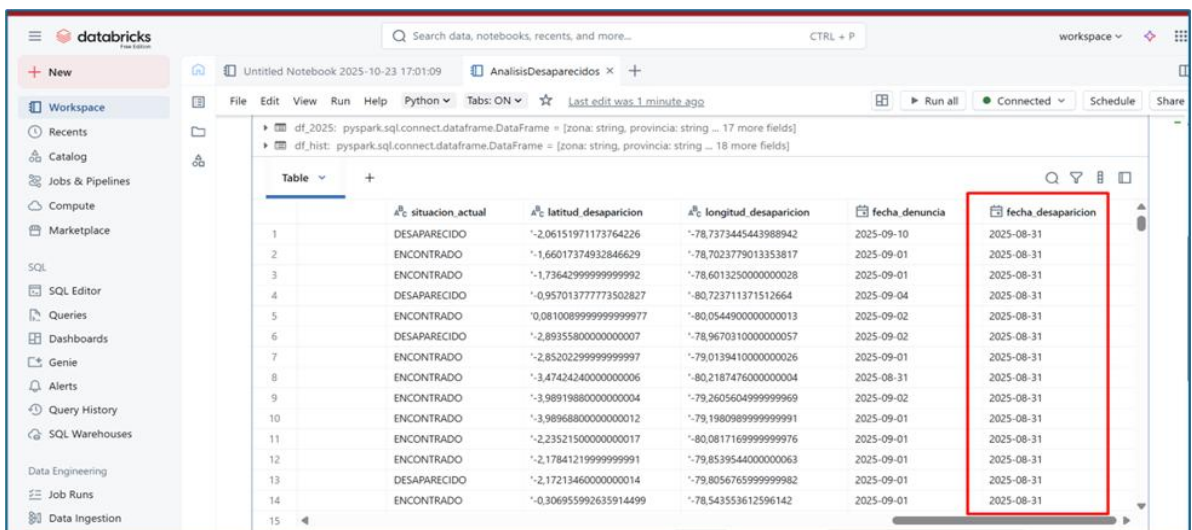 databricks
Free Edition
Search data, notebooks, recents, and more... CTRL + P
workspace
New
Untitled Notebook 2025-10-23 17:01:09 AnalisisDesaparecidos × +
Workspace
File Edit View Run Help Python Tabs: ON Last edit was 1 minute ago Run all Connected Schedule Share
Recents
df_2025: pyspark.sql.connect.dataframe.DataFrame = [zona: string, provincia: string ... 17 more fields]
df_hist: pyspark.sql.connect.dataframe.DataFrame = [zona: string, provincia: string ... 18 more fields]
Catalog
Jobs & Pipelines
Compute
Marketplace
SQL
SQL Editor
Queries
Dashboards
Genie
Alerts
Query History
SQL Warehouses
Data Engineering
Job Runs
Data Ingestion
Table +
situacion_actual latitud_desaparicion longitud_desaparicion fecha_denuncia fecha_desaparicion
1 DESAPARECIDO '-2,06151971173764226 '-78,7373445443988942 2025-09-10 2025-08-31
2 ENCONTRADO '-1,66017374932846629 '-78,7023779013353817 2025-09-01 2025-08-31
3 ENCONTRADO '-1,73642999999999992 '-78,6013250000000028 2025-09-01 2025-08-31
4 DESAPARECIDO '-0,957013777773502827 '-80,723711371512664 2025-09-04 2025-08-31
5 ENCONTRADO '0,0810089999999999977 '-80,0544900000000013 2025-09-02 2025-08-31
6 DESAPARECIDO '-2,89355800000000007 '-78,9670310000000057 2025-09-02 2025-08-31
7 ENCONTRADO '-2,85202299999999997 '-79,0139410000000026 2025-09-01 2025-08-31
8 ENCONTRADO '-3,47424240000000006 '-80,2187476000000004 2025-08-31 2025-08-31
9 ENCONTRADO '-3,98919880000000004 '-79,2605604999999969 2025-09-02 2025-08-31
10 ENCONTRADO '-3,98968800000000012 '-79,1980989999999991 2025-09-01 2025-08-31
11 ENCONTRADO '-2,23521500000000017 '-80,0817169999999976 2025-09-01 2025-08-31
12 ENCONTRADO '-2,17841219999999991 '-79,8539544000000063 2025-09-01 2025-08-31
13 DESAPARECIDO '-2,17213460000000014 '-79,8056765999999982 2025-09-01 2025-08-31
14 ENCONTRADO '-0,306955992635914499 '-78,543553612596142 2025-09-01 2025-08-31
15